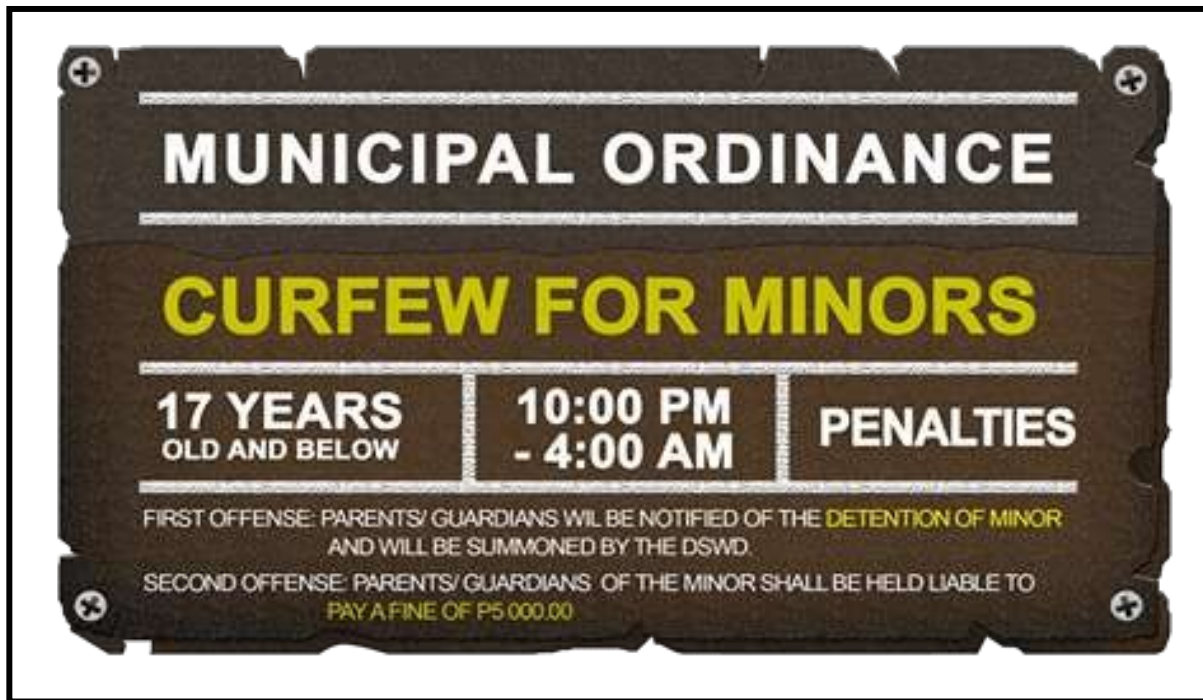 MUNICIPAL ORDINANCE
CURFEW FOR MINORS
17 YEARS
OLD AND BELOW
10:00 PM
- 4:00 AM
PENALTIES
FIRST OFFENSE: PARENTS/ GUARDIANS WIL BE NOTIFIED OF THE DETENTION OF MINOR
AND WILL BE SUMMONED BY THE DSWD.
SECOND OFFENSE: PARENTS/ GUARDIANS OF THE MINOR SHALL BE HELD LIABLE TO
PAY A FINE OF P5 000.00